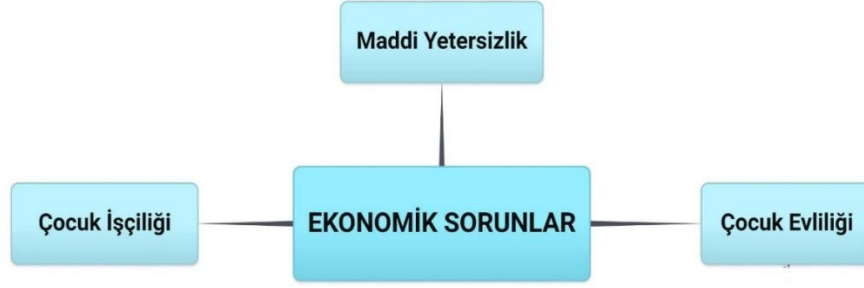 Maddi Yetersizlik
Çocuk İşçiliği
EKONOMİK SORUNLAR
Çocuk Evliliği